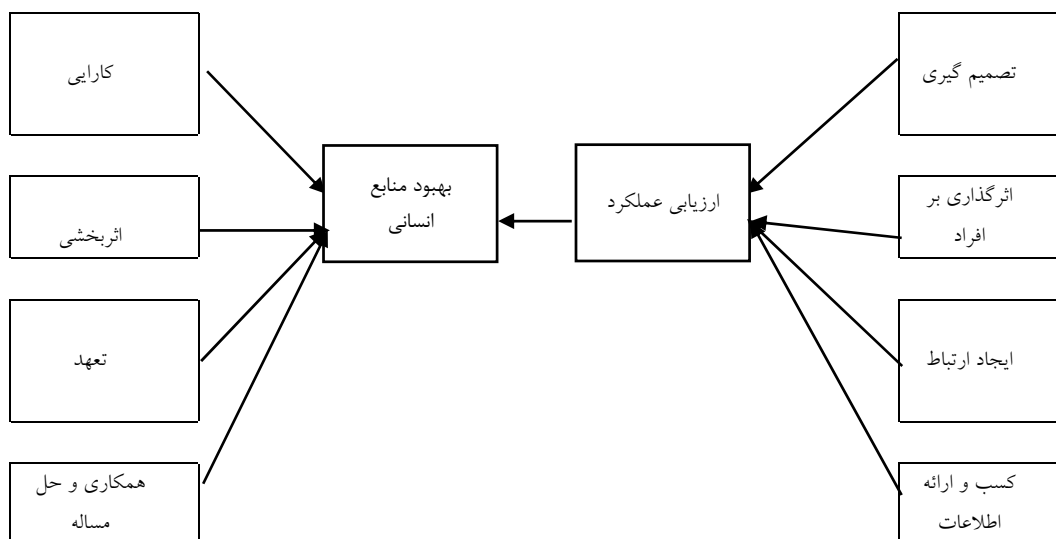 تصمیم گیری
کارایی
بهبود منابع
انسانی
ارزیابی عملکرد
اثرگذاری بر
افراد
اثربخشی
ایجاد ارتباط
تعهد
کسب و ارائه
اطلاعات
همکاری و حل
مساله